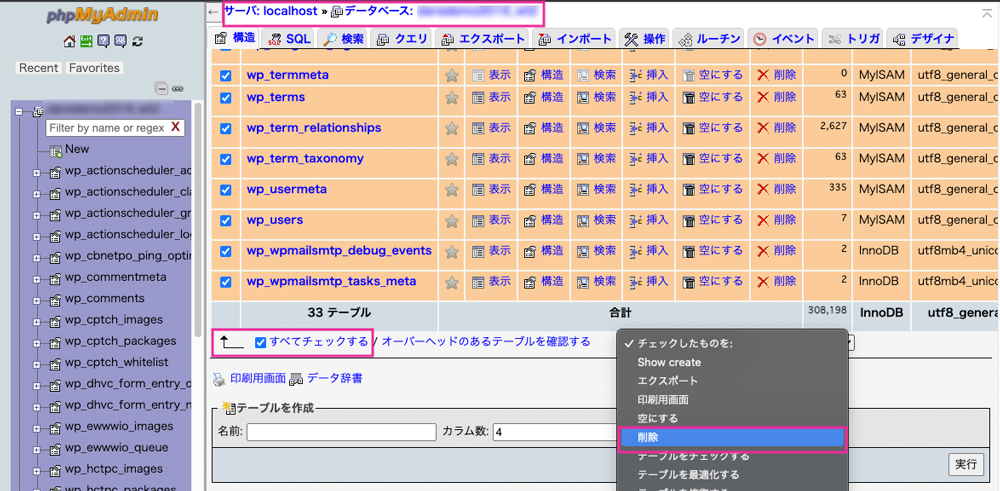 phpMyAdmin
Recent Favorites
Filter by name or regex X
New
wp_actionscheduler_ac
wp_actionscheduler_cla
wp_actionscheduler_gr
wp_actionscheduler_lo
wp_cbnetpo_ping_optin
wp_commentmeta
wp_comments
wp_cptch_images
wp_cptch_packages
wp_cptch_whitelist
wp_dhvc_form_entry_d
wp_dhvc_form_entry_n
wp_ewwwio_images
wp_ewwwio_queue
wp_hctpc_images
wp_hctpc_packages
サーバ: localhost » データベース:
構造 SQL 検索 クエリ エクスポート インポート 操作 ルーチン イベント トリガ デザイナ
wp_termmeta 表示 構造 検索 挿入 空にする 削除 0 MyISAM utf8_general_c
wp_terms 表示 構造 検索 挿入 空にする 削除 63 MyISAM utf8_general_c
wp_term_relationships 表示 構造 検索 挿入 空にする 削除 2,627 MyISAM utf8_general_c
wp_term_taxonomy 表示 構造 検索 挿入 空にする 削除 63 MyISAM utf8_general_c
wp_usermeta 表示 構造 検索 挿入 空にする 削除 335 MyISAM utf8_general_c
wp_users 表示 構造 検索 挿入 空にする 削除 7 MyISAM utf8_general_c
wp_wpmailsmtp_debug_events 表示 構造 検索 挿入 空にする 削除 2 InnoDB utf8mb4_unico
wp_wpmailsmtp_tasks_meta 表示 構造 検索 挿入 空にする 削除 2 InnoDB utf8mb4_unico
33 テーブル 合計 308,198 InnoDB utf8_genera
すべてチェックする / オーバーヘッドのあるテーブルを確認する
✓ チェックしたものを:
Show create
エクスポート
印刷用画面
空にする
削除
テーブルをチェックする
テーブルを最適化する
印刷用画面 データ辞書
テーブルを作成
名前: カラム数: 4
実行